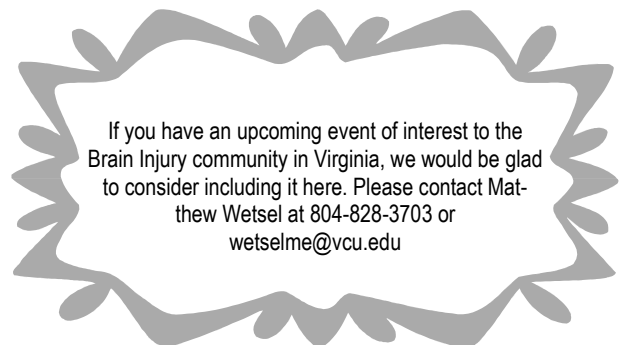 If you have an upcoming event of interest to the
Brain Injury community in Virginia, we would be glad
to consider including it here. Please contact Mat-
thew Wetsel at 804-828-3703 or
wetselme@vcu.edu